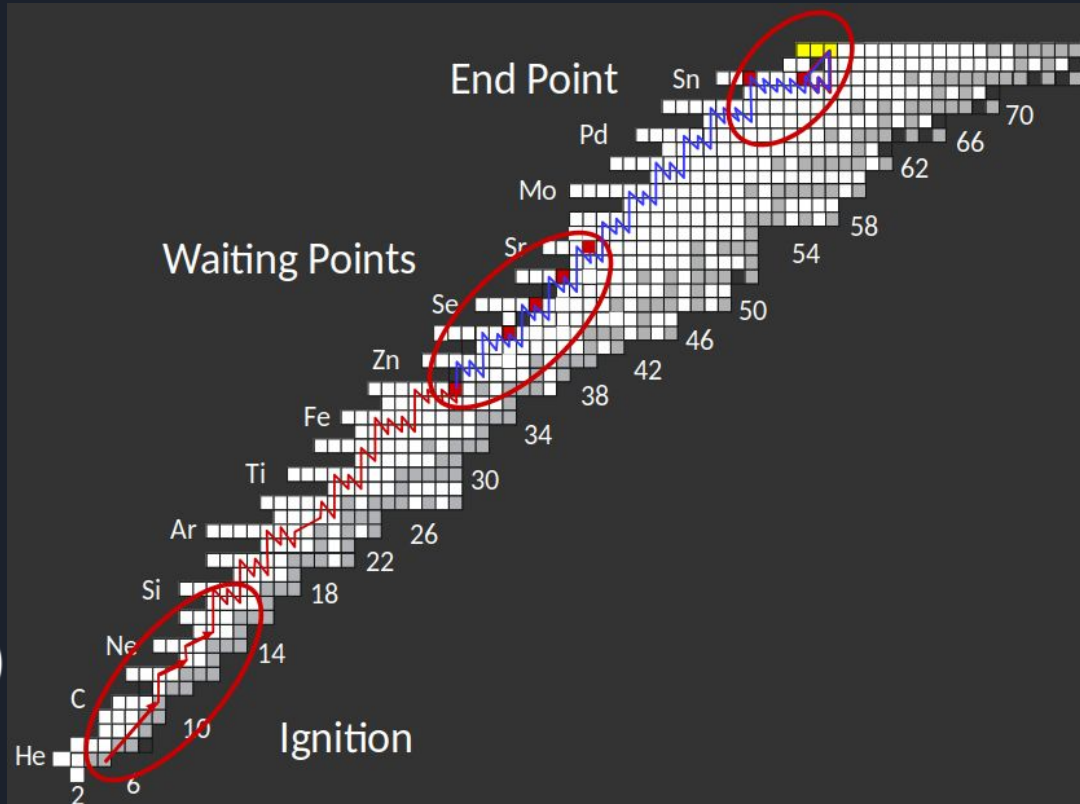 End Point
Sn
70
Pd
66
62
Mo
58
Sr
54
Waiting Points
Se
50
46
Zn
42
38
Fe
34
Ti
30
Ar
26
22
Si
18
Ne
14
C
10
Ignition
He
6
2